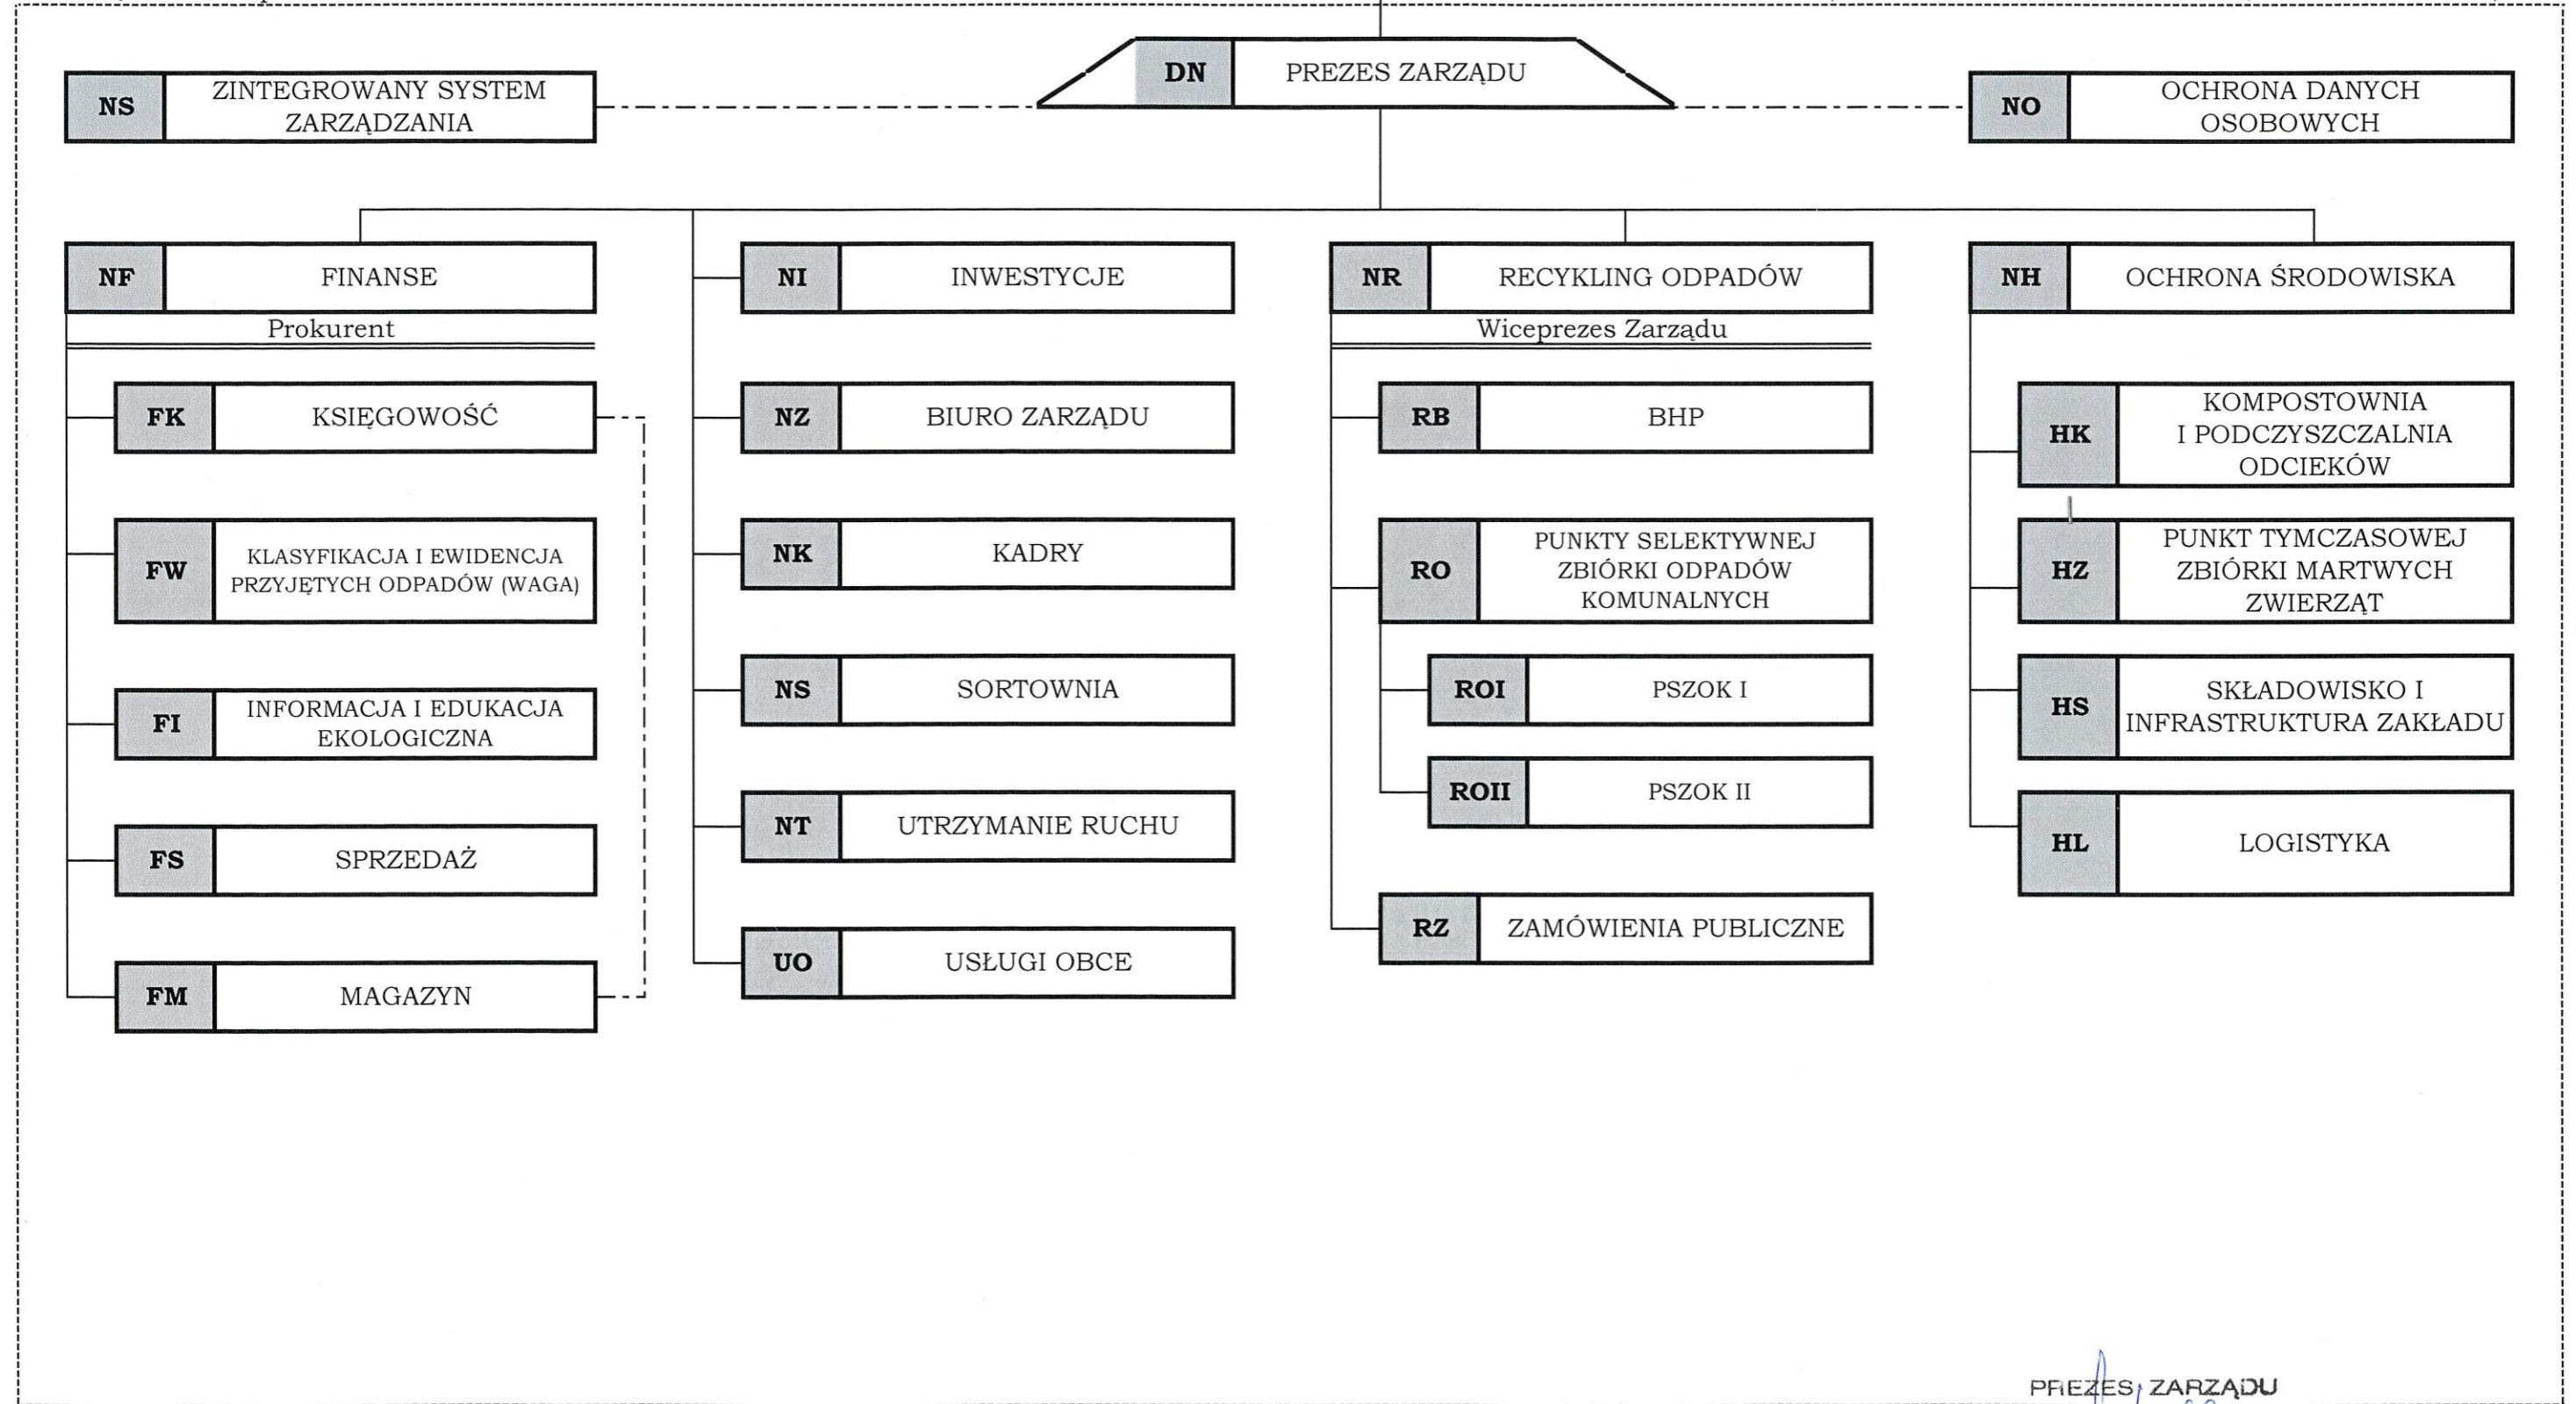 DN
PREZES ZARZĄDU
NS
ZINTEGROWANY SYSTEM
ZARZĄDZANIA
NO
OCHRONA DANYCH
OSOBOWYCH
NF
FINANSE
Prokurent
FK
KSIĘGOWOŚĆ
FW
KLASYFIKACJA I EWIDENCJA
PRZYJĘTYCH ODPADÓW (WAGA)
FI
INFORMACJA I EDUKACJA
EKOLOGICZNA
FS
SPRZEDAŻ
FM
MAGAZYN
NI
INWESTYCJE
NZ
BIURO ZARZĄDU
NK
KADRY
NS
SORTOWNIA
NT
UTRZYMANIE RUCHU
UO
USŁUGI OBCE
NR
RECYKLING ODPADÓW
Wiceprezes Zarządu
RB
BHP
RO
PUNKTY SELEKTYWNEJ
ZBIÓRKI ODPADÓW
KOMUNALNYCH
ROI
PSZOK I
ROII
PSZOK II
RZ
ZAMÓWIENIA PUBLICZNE
NH
OCHRONA ŚRODOWISKA
HK
KOMPOSTOWNIA
I PODCZYSZCZALNIA
ODCIEKÓW
HZ
PUNKT TYMCZASOWEJ
ZBIÓRKI MARTWYCH
ZWIERZĄT
HS
SKŁADOWISKO I
INFRASTRUKTURA ZAKŁADU
HL
LOGISTYKA
PREZES ZARZĄDU